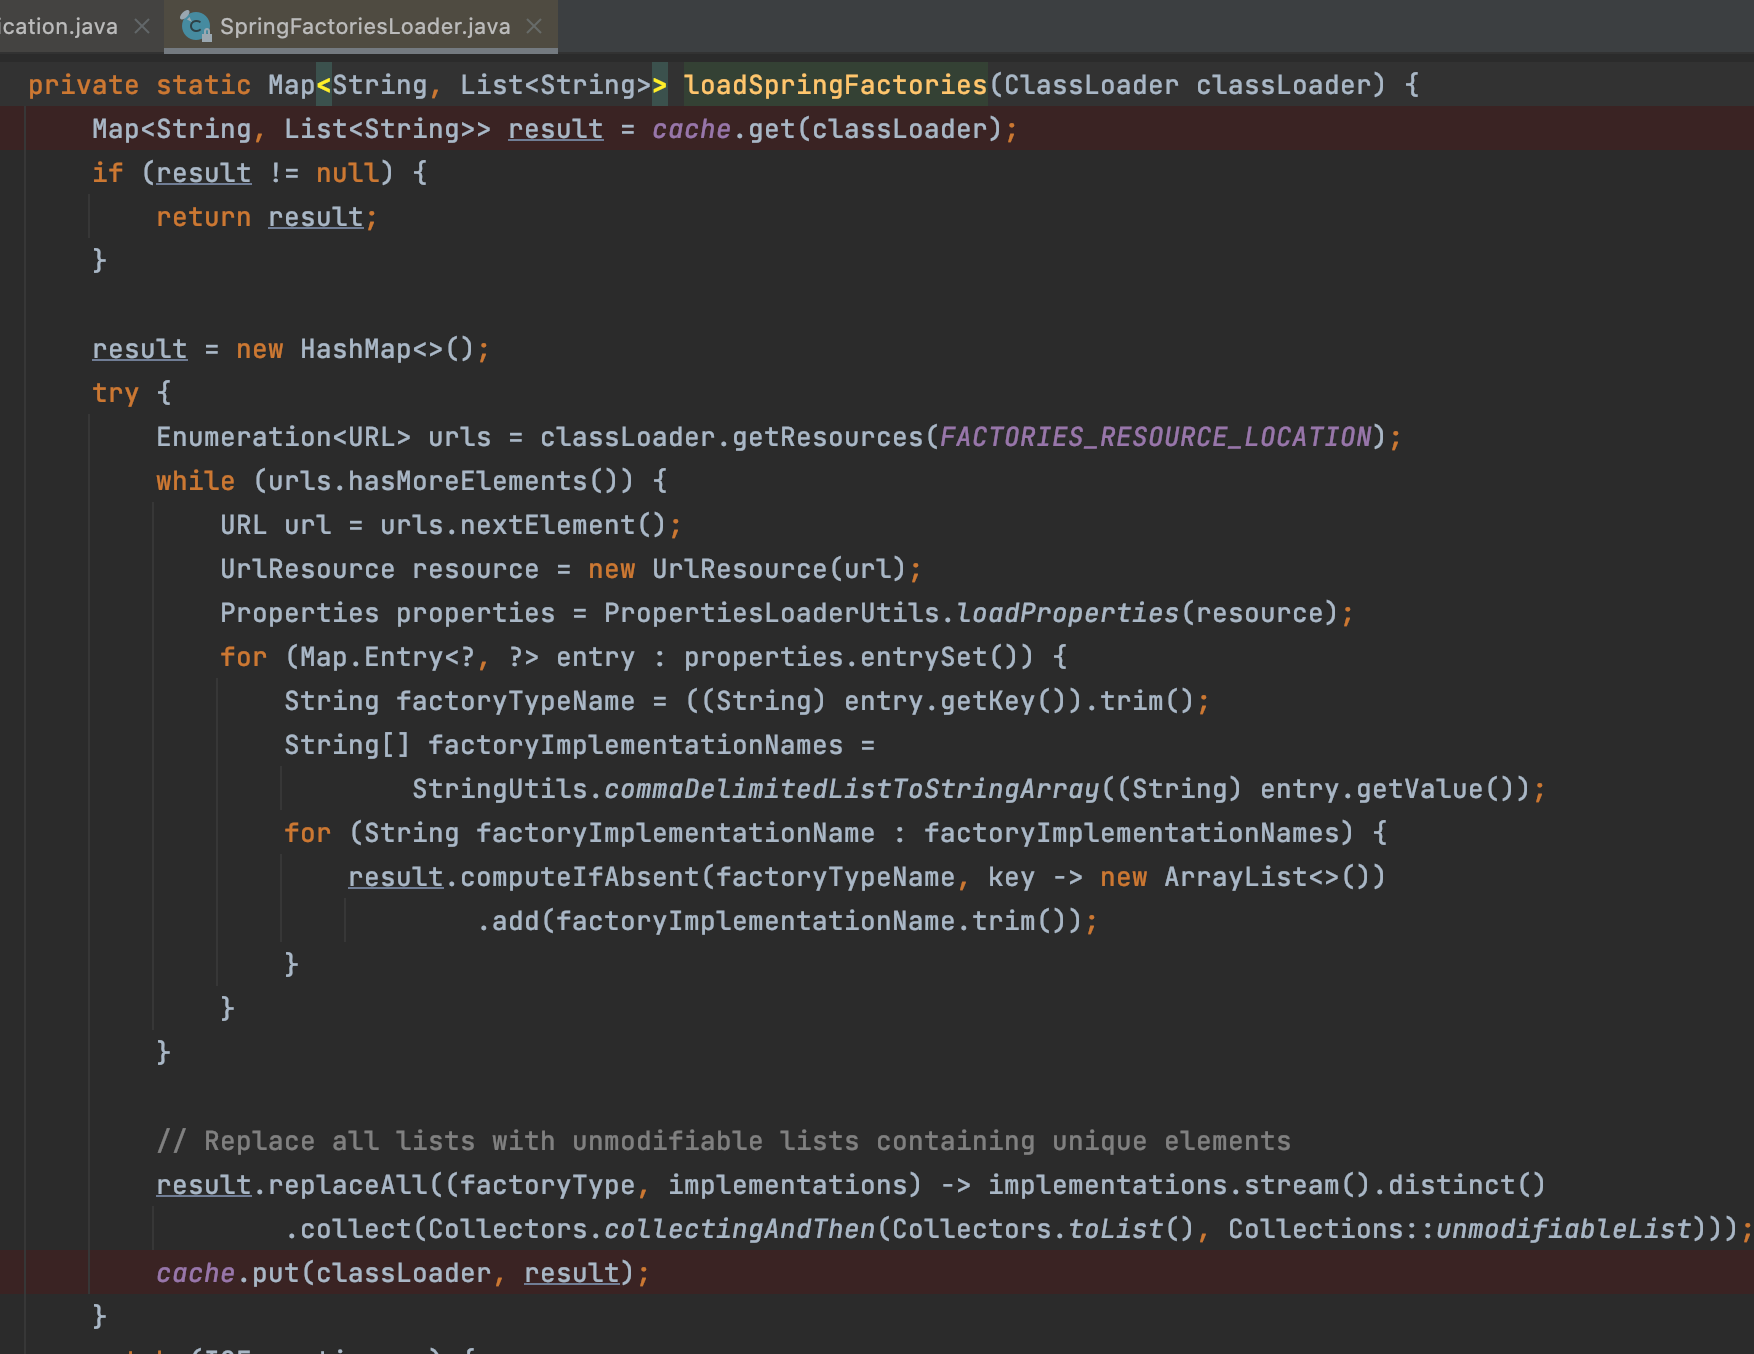 ication.java SpringFactoriesLoader.java
private static Map<String, List<String>> loadSpringFactories(ClassLoader classLoader) {
Map<String, List<String>> result = cache.get(classLoader);
if (result != null) {
return result;
}
result = new HashMap<>();
try {
Enumeration<URL> urls = classLoader.getResources(FACTORIES_RESOURCE_LOCATION);
while (urls.hasMoreElements()) {
URL url = urls.nextElement();
UrlResource resource = new UrlResource(url);
Properties properties = PropertiesLoaderUtils.loadProperties(resource);
for (Map.Entry<?, ?> entry : properties.entrySet()) {
String factoryTypeName = ((String) entry.getKey()).trim();
String[] factoryImplementationNames =
StringUtils.commaDelimitedListToStringArray((String) entry.getValue());
for (String factoryImplementationName : factoryImplementationNames) {
result.computeIfAbsent(factoryTypeName, key -> new ArrayList<>())
.add(factoryImplementationName.trim());
}
}
}
// Replace all lists with unmodifiable lists containing unique elements
result.replaceAll((factoryType, implementations) -> implementations.stream().distinct()
.collect(Collectors.collectingAndThen(Collectors.toList(), Collections::unmodifiableList)));
cache.put(classLoader, result);
}